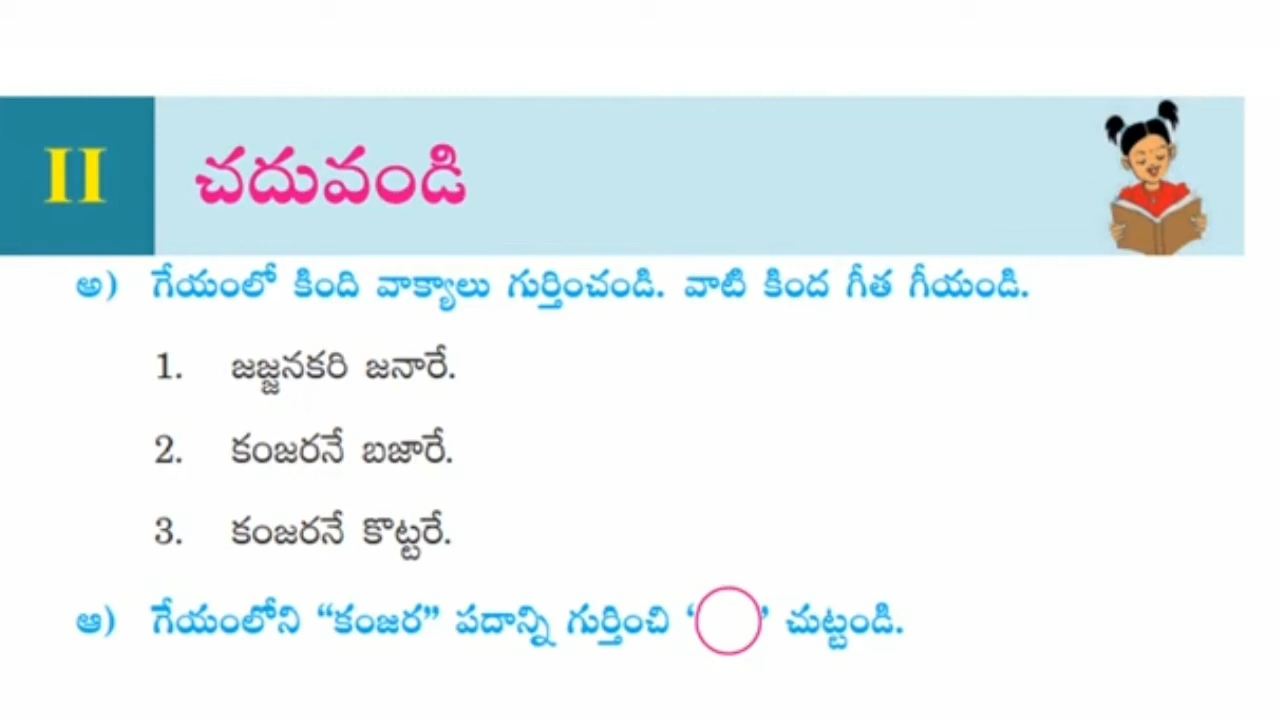 II చదువండి
అ) గేయంలో కింది వాక్యాలు గుర్తించండి. వాటి కింద గీత గీయండి.
1. జజ్జనకరి జనారే.
2. కంజరనే బజారే.
3. కంజరనే కొట్టరే.
ఆ) గేయంలోని “కంజర” పదాన్ని గుర్తించి ‘◯’ చుట్టండి.